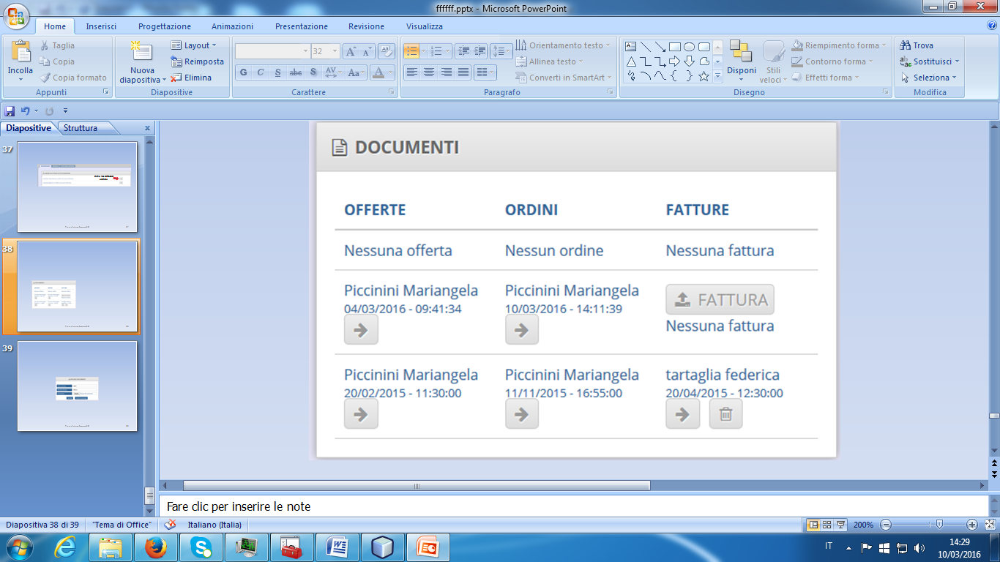 ffffff.pptx - Microsoft PowerPoint
Home Inserisci Progettazione Animazioni Presentazione Revisione Visualizza
Incolla
Taglia
Copia
Copia formato
Appunti
Nuova diapositiva
Layout
Reimposta
Elimina
Diapositive
32
G C S abc S AV Aa A
Carattere
Paragrafo
Orientamento testo
Allinea testo
Converti in SmartArt
Disponi
Stili veloci
Riempimento forma
Contorno forma
Effetti forma
Disegno
Trova
Sostituisci
Seleziona
Modifica
Diapositive Struttura x
37
38
39
DOCUMENTI
OFFERTE ORDINI FATTURE
Nessuna offerta Nessun ordine Nessuna fattura
Piccinini Mariangela Piccinini Mariangela FATTURA
04/03/2016 - 09:41:34 10/03/2016 - 14:11:39 Nessuna fattura
Piccinini Mariangela Piccinini Mariangela tartaglia federica
20/02/2015 - 11:30:00 11/11/2015 - 16:55:00 20/04/2015 - 12:30:00
Fare clic per inserire le note
Diapositiva 38 di 39 "Tema di Office" Italiano (Italia) 200%
IT 14:29
10/03/2016